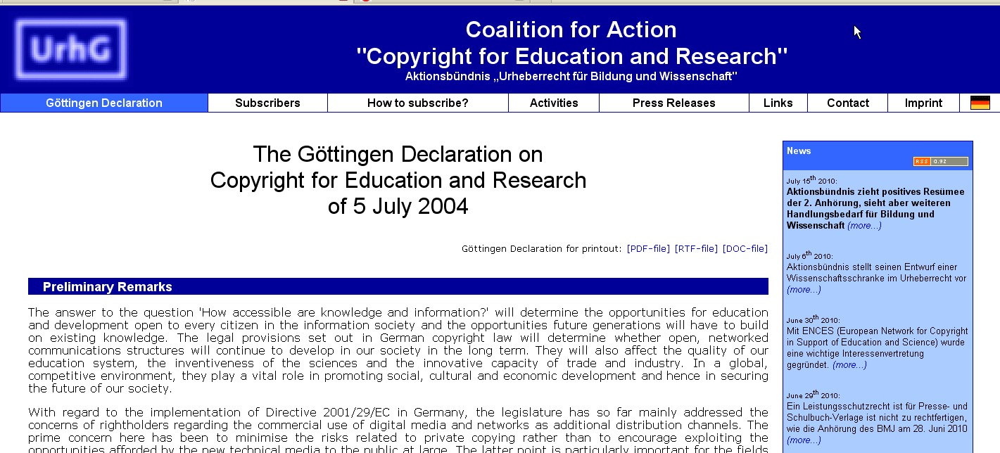 UrhG
Coalition for Action
"Copyright for Education and Research"
Aktionsbündnis „Urheberrecht für Bildung und Wissenschaft"
Göttingen Declaration
Subscribers
How to subscribe?
Activities
Press Releases
Links
Contact
Imprint
The Göttingen Declaration on
Copyright for Education and Research
of 5 July 2004
Göttingen Declaration for printout: [PDF-file] [RTF-file] [DOC-file]
Preliminary Remarks
The answer to the question 'How accessible are knowledge and information?' will determine the opportunities for education
and development open to every citizen in the information society and the opportunities future generations will have to build
on existing knowledge. The legal provisions set out in German copyright law will determine whether open, networked
communications structures will continue to develop in our society in the long term. They will also affect the quality of our
education system, the inventiveness of the sciences and the innovative capacity of trade and industry. In a global,
competitive environment, they play a vital role in promoting social, cultural and economic development and hence in securing
the future of our society.
With regard to the implementation of Directive 2001/29/EC in Germany, the legislature has so far mainly addressed the
concerns of rightholders regarding the commercial use of digital media and networks as additional distribution channels. The
prime concern here has been to minimise the risks related to private copying rather than to encourage exploiting the
opportunities afforded by the new technical media to the public at large. The latter point is particularly important for the fields
News
RSS 0.92
July 15th 2010:
Aktionsbündnis zieht positives Resümee
der 2. Anhörung, sieht aber weiteren
Handlungsbedarf für Bildung und
Wissenschaft (more...)
July 6th 2010:
Aktionsbündnis stellt seinen Entwurf einer
Wissenschaftsschranke im Urheberrecht vor
(more...)
June 30th 2010:
Mit ENCES (European Network for Copyright
in Support of Education and Science) wurde
eine wichtige Interessenvertretung
gegründet. (more...)
June 29th 2010:
Ein Leistungsschutzrecht ist für Presse- und
Schulbuch-Verlage ist nicht zu rechtfertigen,
wie die Anhörung des BMJ am 28. Juni 2010
(more...)